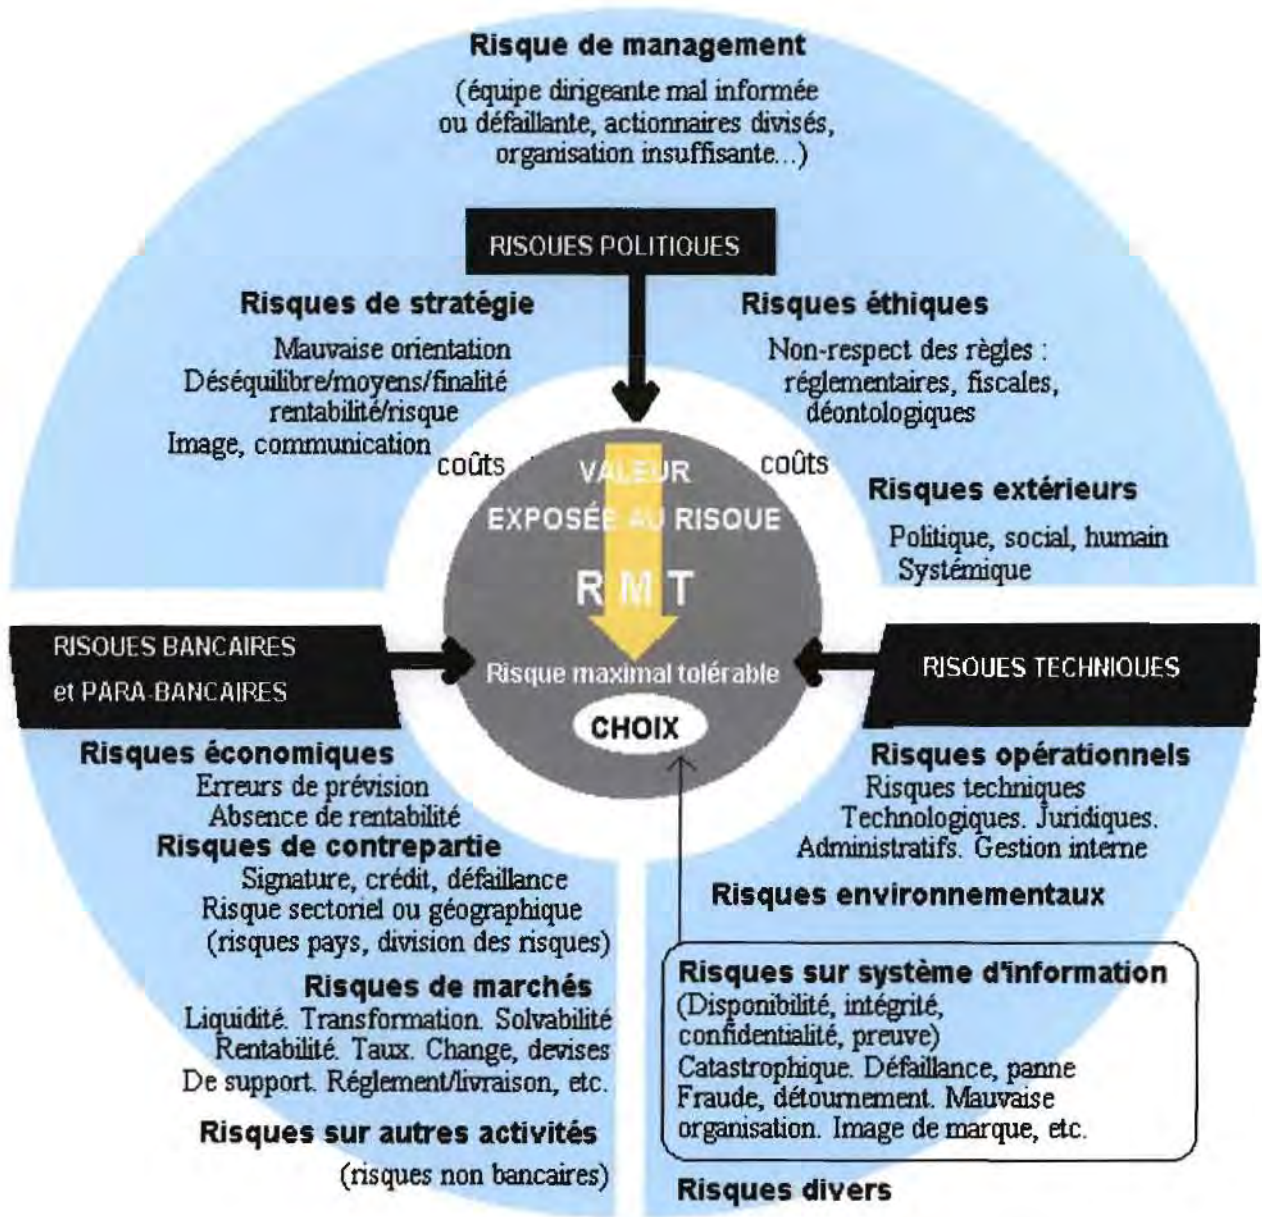 Risque de management
(équipe dirigeante mal informée
ou défaillante, actionnaires divisés,
organisation insuffisante...)
RISOUES POLITIQUES
Risques de stratégie
Mauvaise orientation
Déséquilibre/moyens/finalité
rentabilité/risque
Image, communication
Risques éthiques
Non-respect des règles :
réglementaires, fiscales,
déontologiques
coûts
coûts
Risques extérieurs
Politique, social, humain
Systémique
VALEUR
EXPOSÉE AU RISOUE
R M T
Risque maximal tolérable
CHOIX
RISOUES BANCAIRES
et PARA-BANCAIRES
Risques économiques
Erreurs de prévision
Absence de rentabilité
Risques de contrepartie
Signature, crédit, défaillance
Risque sectoriel ou géographique
(risques pays, division des risques)
Risques de marchés
Liquidité. Transformation. Solvabilité
Rentabilité. Taux. Change, devises
De support. Réglement/livraison, etc.
Risques sur autres activités
(risques non bancaires)
RISOUES TECHNIQUES
Risques opérationnels
Risques techniques
Technologiques. Juridiques.
Administratifs. Gestion interne
Risques environnementaux
Risques sur système d'information
(Disponibilité, intégrité,
confidentialité, preuve)
Catastrophique. Défaillance, panne
Fraude, détournement. Mauvaise
organisation. Image de marque, etc.
Risques divers